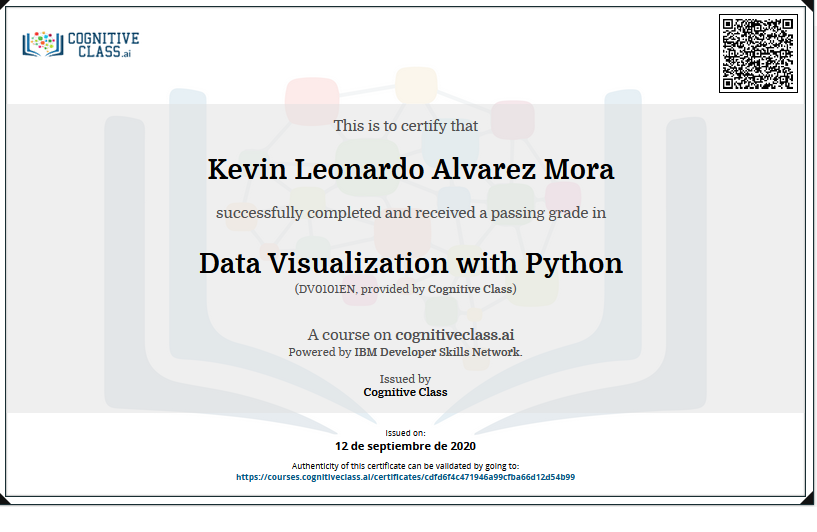 COGNITIVE
CLASS.ai
This is to certify that
Kevin Leonardo Alvarez Mora
successfully completed and received a passing grade in
Data Visualization with Python
(DV0101EN, provided by Cognitive Class)
A course on cognitiveclass.ai
Powered by IBM Developer Skills Network.
Issued by
Cognitive Class
Issued on:
12 de septiembre de 2020
Authenticity of this certificate can be validated by going to:
https://courses.cognitiveclass.ai/certificates/cdfd6f4c471946a99cfba66d12d54b99